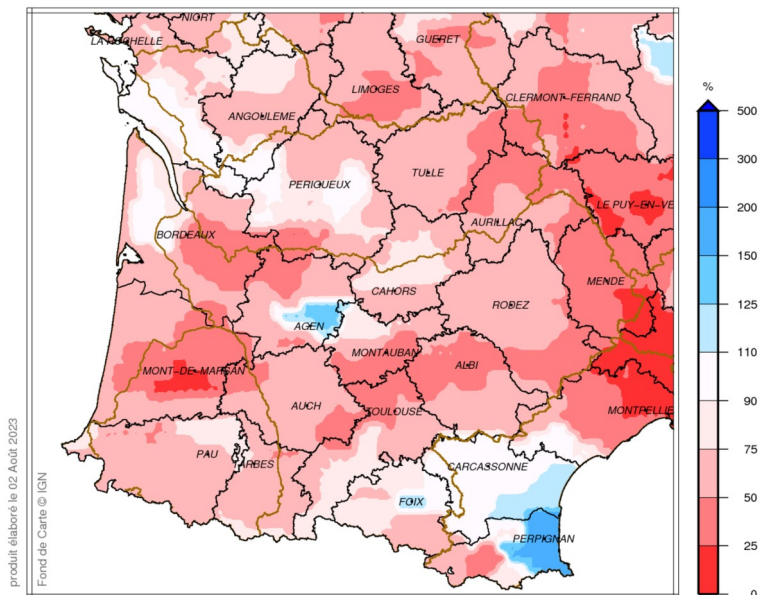 NIORT
LA ROCHELLE
GUERET
LIMOGES
CLERMONT-FERRAND
ANGOULEME
TULLE
PERIGUEUX
LE PUY-EN-VE
AURILLAC
BORDEAUX
MENDE
CAHORS
RODEZ
AGEN
MONTAUBAN
ALBI
MONT-DE-MARSAN
AUCH
TOULOUSE
MONTPELLIE
PAU
TARBES
CARCASSONNE
FOIX
PERPIGNAN
%
500
300
200
150
125
110
90
75
50
25
0
produit élaboré le 02 Août 2023
Fond de Carte © IGN